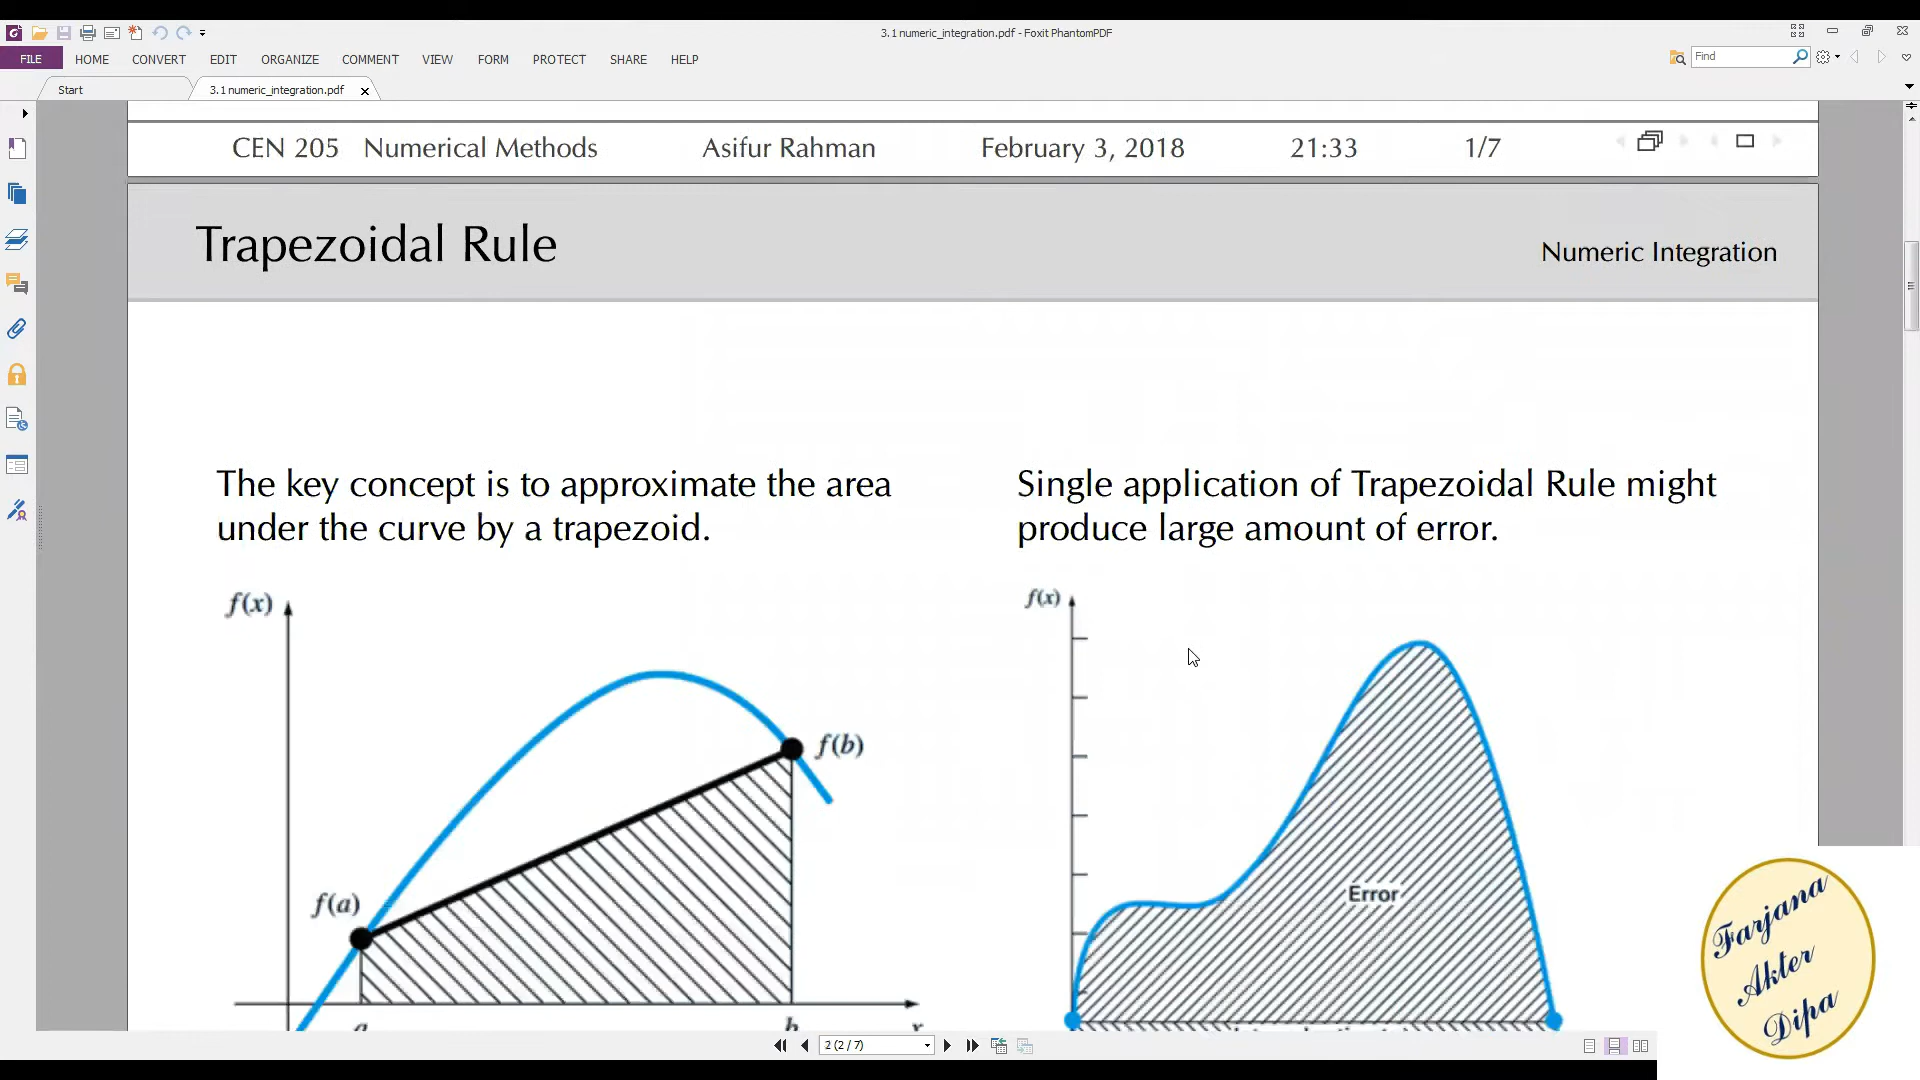 3.1 numeric_integration.pdf - Foxit PhantomPDF
FILE HOME CONVERT EDIT ORGANIZE COMMENT VIEW FORM PROTECT SHARE HELP
Find
Start
3.1 numeric_integration.pdf
CEN 205 Numerical Methods Asifur Rahman February 3, 2018 21:33 1/7
Trapezoidal Rule
Numeric Integration
The key concept is to approximate the area
under the curve by a trapezoid.
Single application of Trapezoidal Rule might
produce large amount of error.
f(x)
f(b)
f(a)
a b x
f(x)
Error
2 (2 / 7)
Farjana
Akter
Dipa